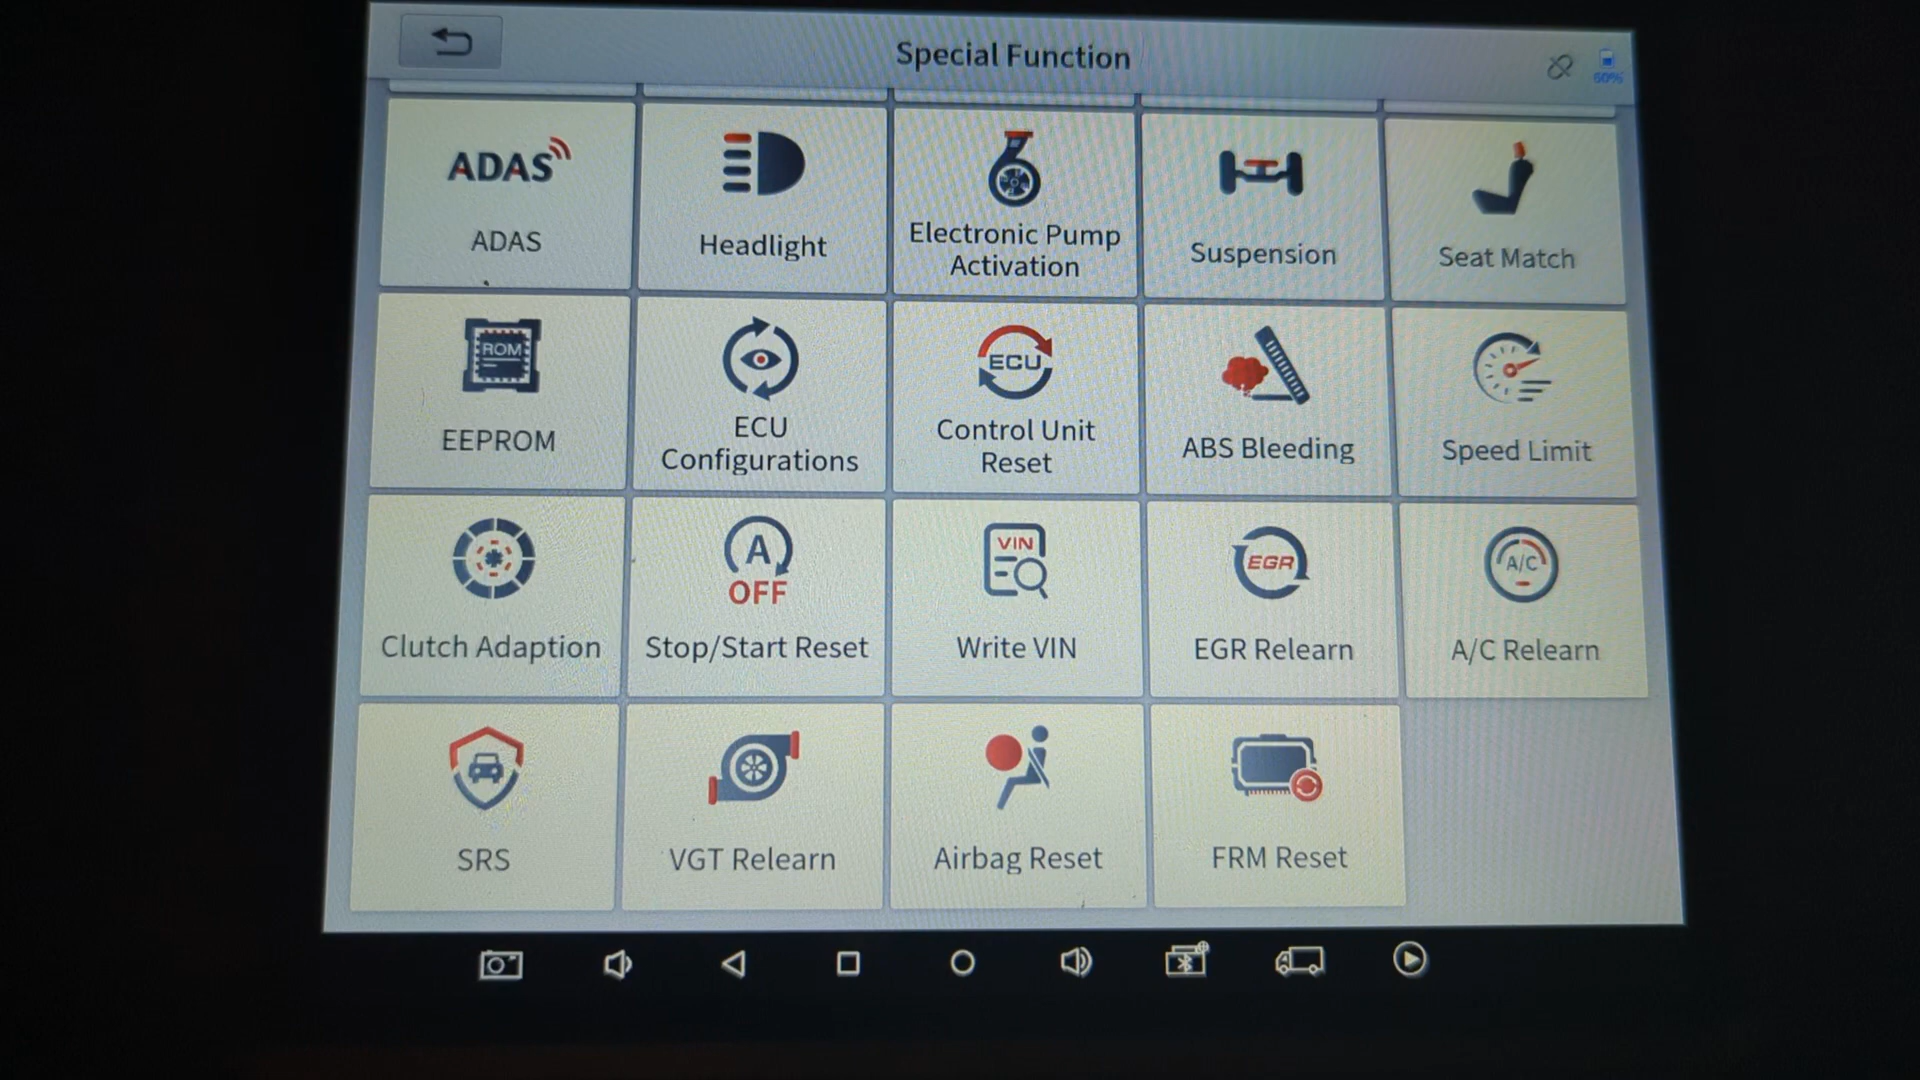 Special Function
60%
ADAS
ADAS
Headlight
Electronic Pump
Activation
Suspension
Seat Match
ROM
EEPROM
ECU
Configurations
ECU
Control Unit
Reset
ABS Bleeding
Speed Limit
Clutch Adaption
A
OFF
Stop/Start Reset
VIN
Write VIN
EGR
EGR Relearn
A/C
A/C Relearn
SRS
VGT Relearn
Airbag Reset
FRM Reset